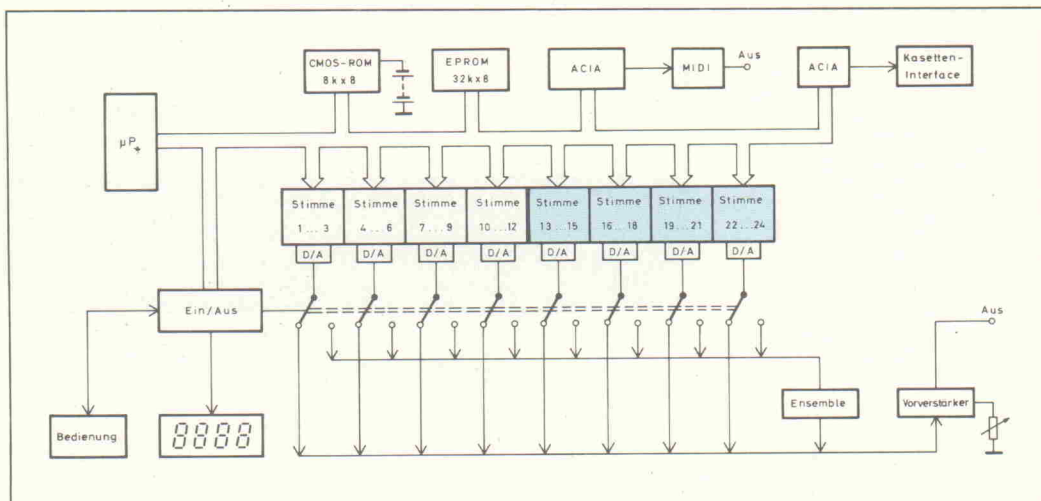 CMOS-ROM
8k x 8
EPROM
32k x 8
ACIA
MIDI
Aus
ACIA
Kasetten-
Interface
µP
Stimme
1 ... 3
Stimme
4 ... 6
Stimme
7 ... 9
Stimme
10 ... 12
Stimme
13 ... 15
Stimme
16 ... 18
Stimme
19 ... 21
Stimme
22 ... 24
D/A
D/A
D/A
D/A
D/A
D/A
D/A
D/A
Ein/Aus
Aus
Bedienung
8888
Ensemble
Vorverstärker